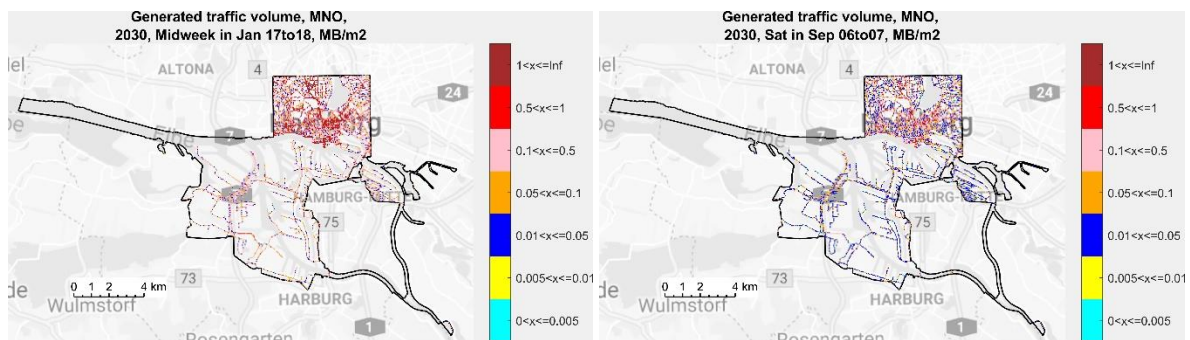 Generated traffic volume, MNO,
2030, Midweek in Jan 17to18, MB/m2
ALTONA
4
24
7
Elbe
75
73
HARBURG
Wulmstorf
1
Rosengarten
0 1 2 4 km
1<x<=Inf
0.5<x<=1
0.1<x<=0.5
0.05<x<=0.1
0.01<x<=0.05
0.005<x<=0.01
0<x<=0.005
Generated traffic volume, MNO,
2030, Sat in Sep 06to07, MB/m2
ALTONA
4
24
7
Elbe
75
73
HARBURG
Wulmstorf
1
Rosengarten
0 1 2 4 km
1<x<=Inf
0.5<x<=1
0.1<x<=0.5
0.05<x<=0.1
0.01<x<=0.05
0.005<x<=0.01
0<x<=0.005